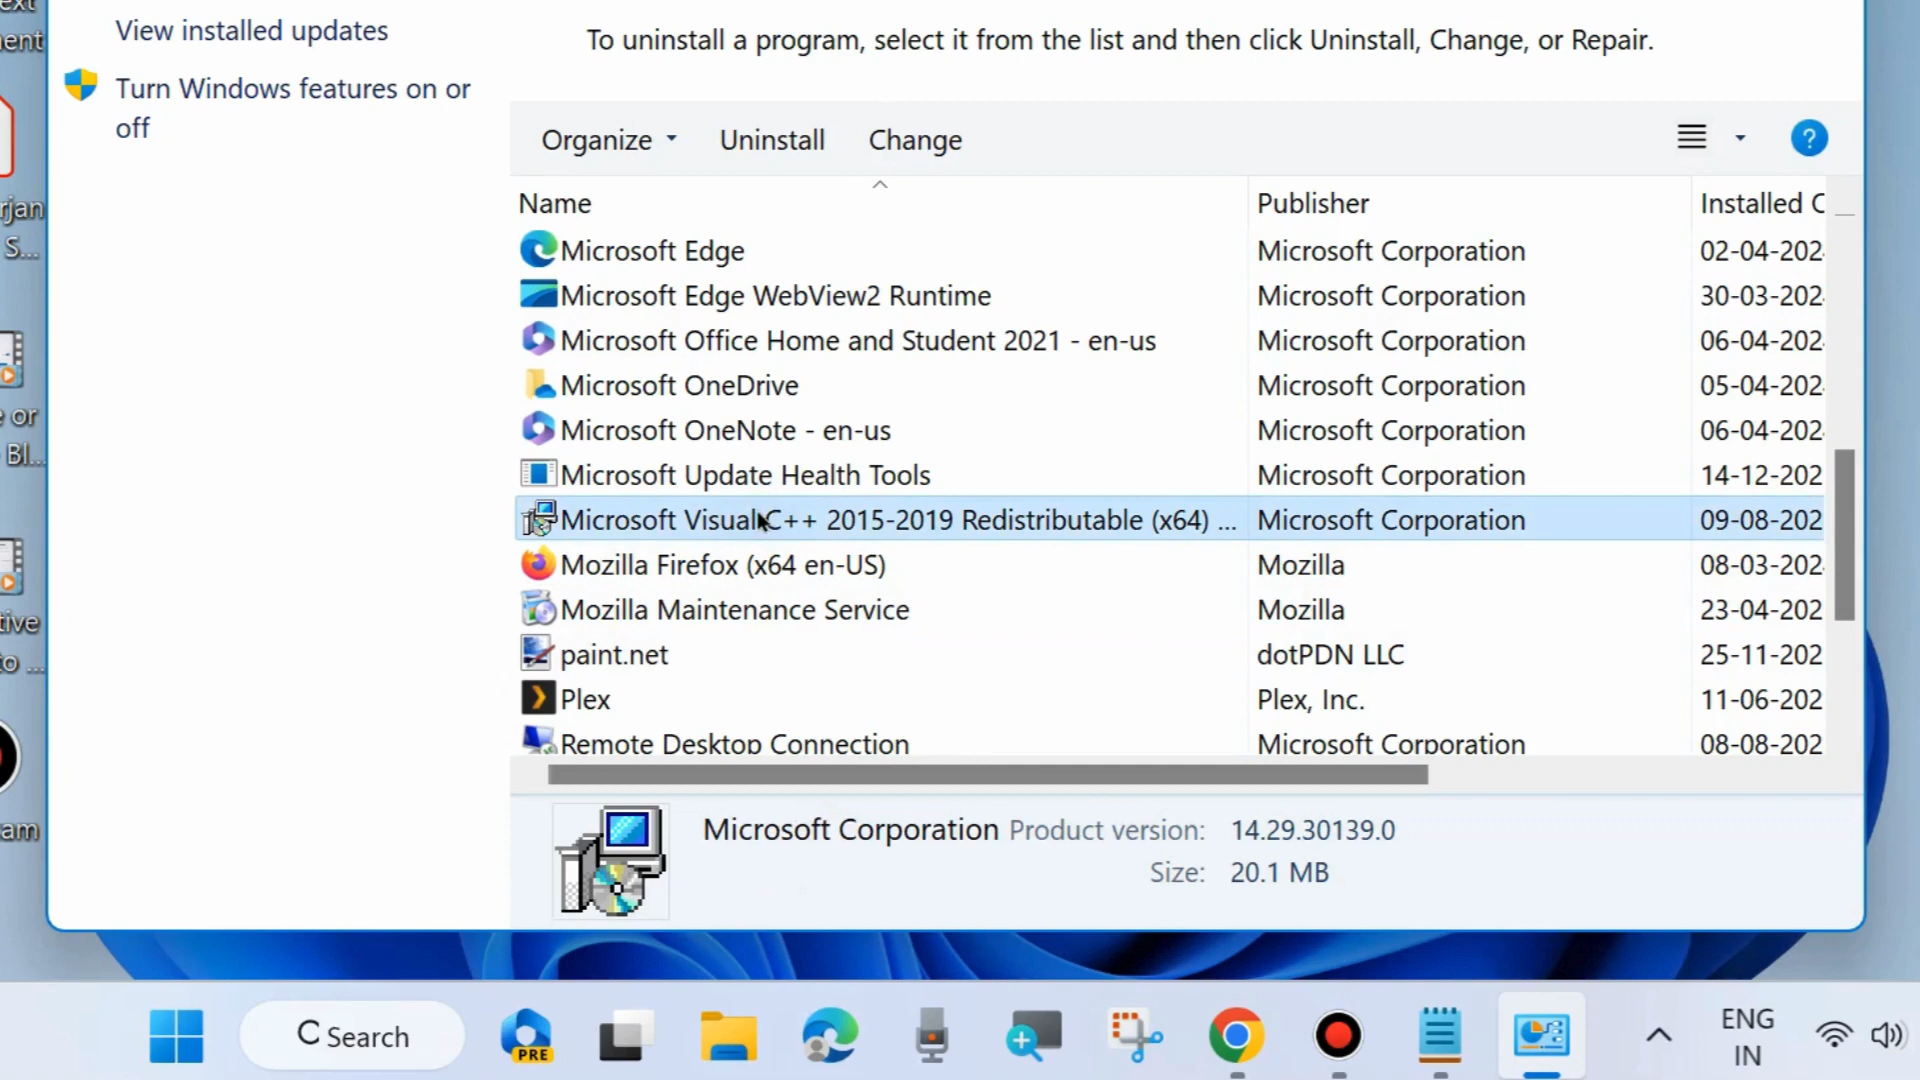 View installed updates
Turn Windows features on or
off
To uninstall a program, select it from the list and then click Uninstall, Change, or Repair.
Organize Uninstall Change ?
Name Publisher Installed
Microsoft Edge Microsoft Corporation 02-04-202
Microsoft Edge WebView2 Runtime Microsoft Corporation 30-03-202
Microsoft Office Home and Student 2021 - en-us Microsoft Corporation 06-04-202
Microsoft OneDrive Microsoft Corporation 05-04-202
Microsoft OneNote - en-us Microsoft Corporation 06-04-202
Microsoft Update Health Tools Microsoft Corporation 14-12-202
Microsoft Visual C++ 2015-2019 Redistributable (x64) ... Microsoft Corporation 09-08-202
Mozilla Firefox (x64 en-US) Mozilla 08-03-202
Mozilla Maintenance Service Mozilla 23-04-202
paint.net dotPDN LLC 25-11-202
Plex Plex, Inc. 11-06-202
Remote Desktop Connection Microsoft Corporation 08-08-202
Microsoft Corporation Product version: 14.29.30139.0
Size: 20.1 MB
rjan
S...
e or
Bl...
tive
to ...
am
Search
PRE
ENG
IN